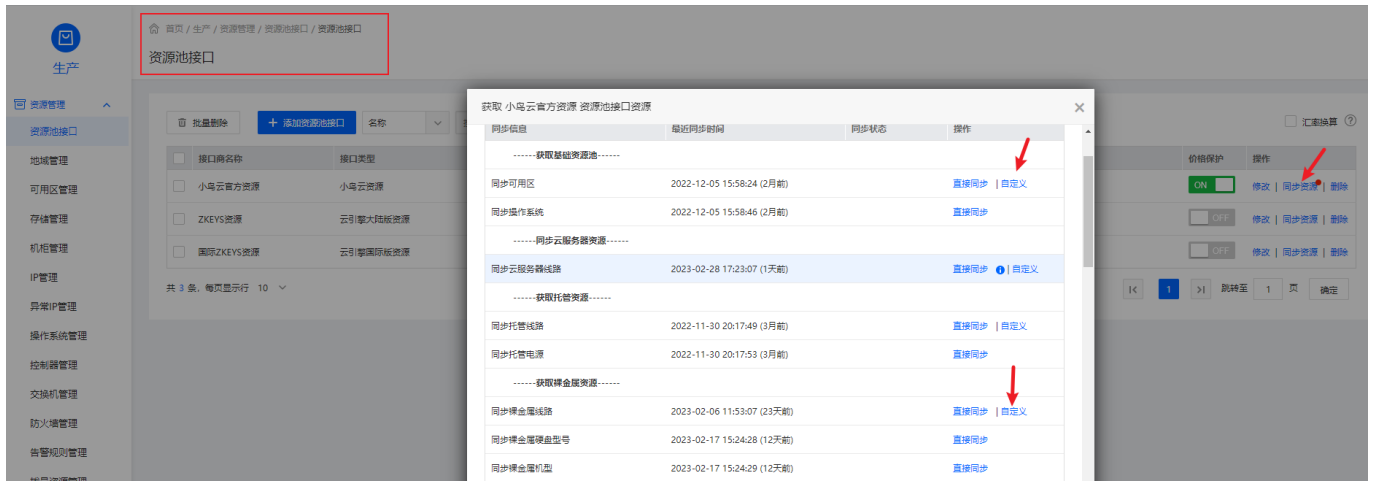 首页 / 生产 / 资源管理 / 资源池接口 / 资源池接口
资源池接口
生产
资源管理
资源池接口
地域管理
可用区管理
存储管理
机柜管理
IP管理
异常IP管理
操作系统管理
控制器管理
交换机管理
防火墙管理
告警规则管理
批量删除 + 添加资源池接口 名称
汇率换算 ?
接口商名称 接口类型 价格保护 操作
小鸟云官方资源 小鸟云资源 ON 修改 | 同步资源 | 删除
ZKEYS资源 云引擎大陆版资源 OFF 修改 | 同步资源 | 删除
国际ZKEYS资源 云引擎国际版资源 OFF 修改 | 同步资源 | 删除
共 3 条, 每页显示行 10
1 跳转至 1 页 确定
获取 小鸟云官方资源 资源池接口资源 ×
同步信息 最近同步时间 同步状态 操作
------获取基础资源池------
同步可用区 2022-12-05 15:58:24 (2月前) 直接同步 | 自定义
同步操作系统 2022-12-05 15:58:46 (2月前) 直接同步
------同步云服务器资源------
同步云服务器线路 2023-02-28 17:23:07 (1天前) 直接同步 | 自定义
------获取托管资源------
同步托管线路 2022-11-30 20:17:49 (3月前) 直接同步 | 自定义
同步托管电源 2022-11-30 20:17:53 (3月前) 直接同步
------获取裸金属资源------
同步裸金属线路 2023-02-06 11:53:07 (23天前) 直接同步 | 自定义
同步裸金属硬盘型号 2023-02-17 15:24:28 (12天前) 直接同步
同步裸金属机型 2023-02-17 15:24:29 (12天前) 直接同步